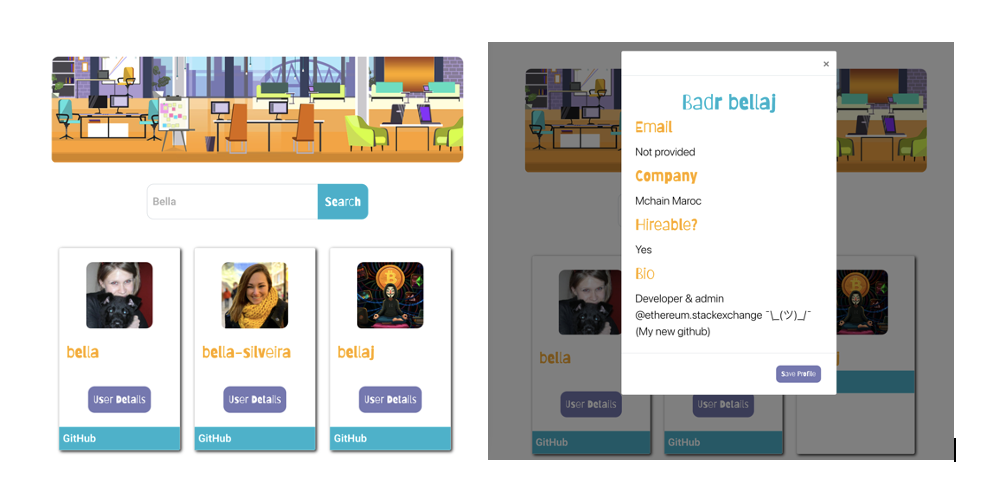 Bella
Search
bella
bella-silveira
bellaj
User Details
User Details
User Details
GitHub
GitHub
GitHub
×
Badr bellaj
Email
Not provided
Company
Mchain Maroc
Hireable?
Yes
Bio
Developer & admin
@ethereum.stackexchange ¯\_(ツ)_/¯
(My new github)
Save Profile
bella
User Details
User Details
GitHub
GitHub